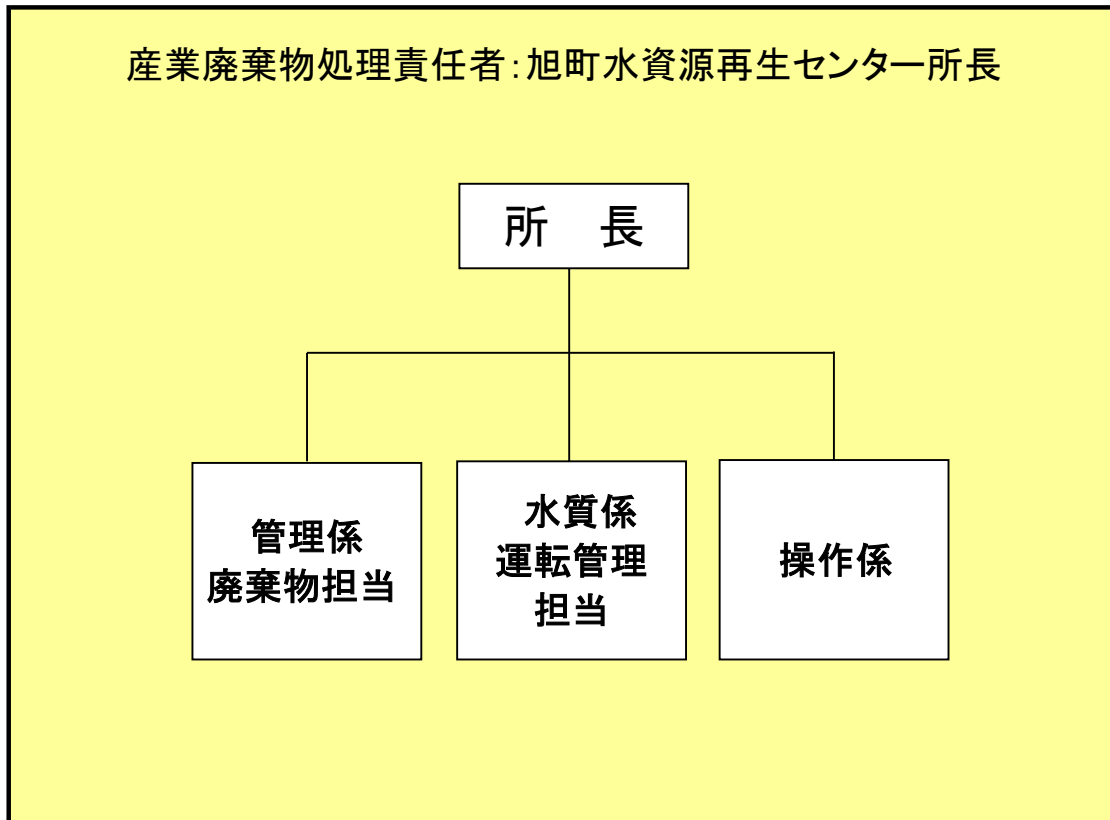 産業廃棄物処理責任者：旭町水資源再生センター所長
所　長
管理係
廃棄物担当
水質係
運転管理
担当
操作係